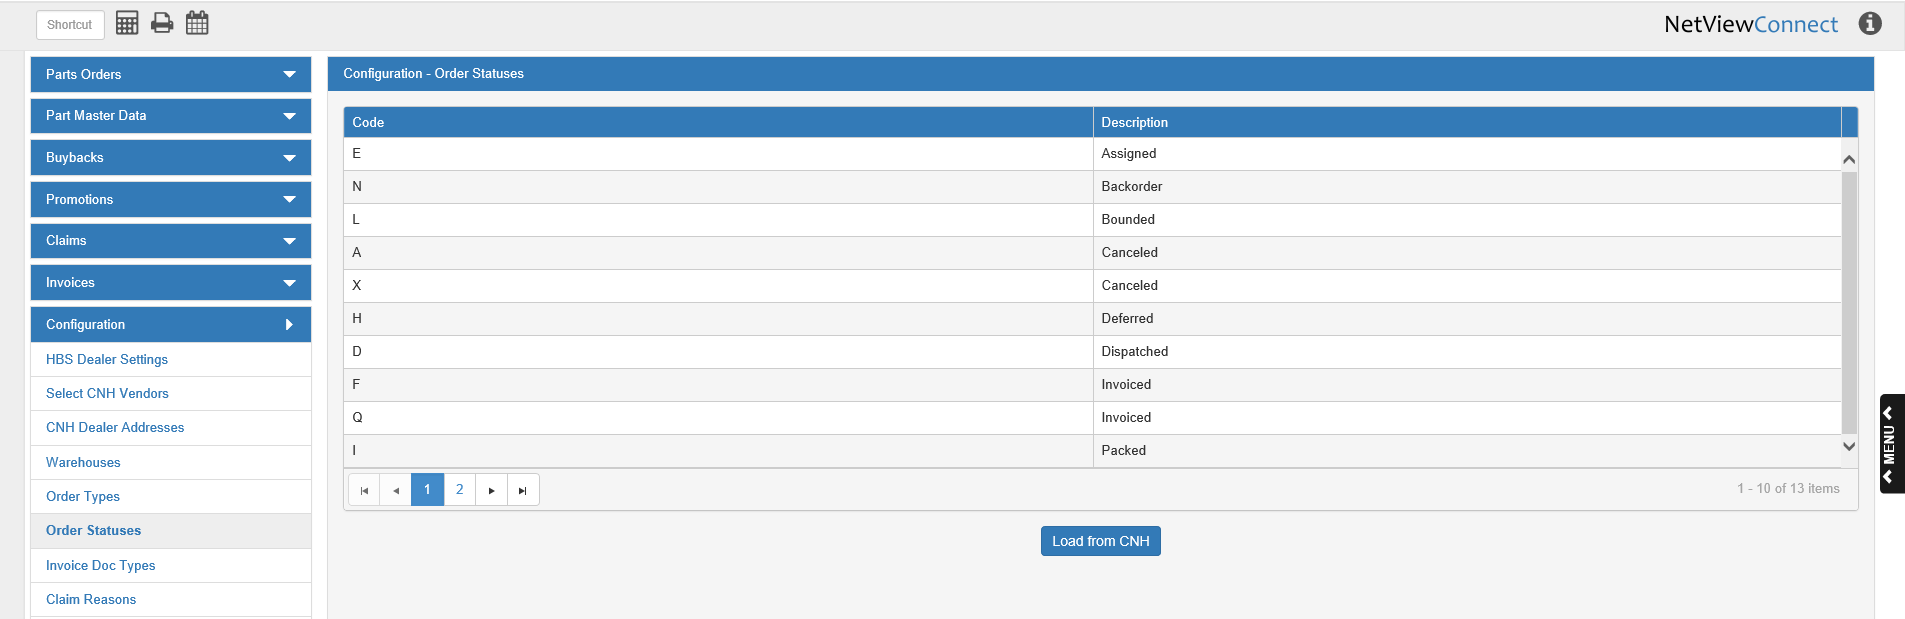 Shortcut
NetViewConnect
Parts Orders
Part Master Data
Buybacks
Promotions
Claims
Invoices
Configuration
HBS Dealer Settings
Select CNH Vendors
CNH Dealer Addresses
Warehouses
Order Types
Order Statuses
Invoice Doc Types
Claim Reasons
Configuration - Order Statuses
Code Description
E Assigned
N Backorder
L Bounded
A Canceled
X Canceled
H Deferred
D Dispatched
F Invoiced
Q Invoiced
I Packed
1 2
1 - 10 of 13 items
Load from CNH
MENU